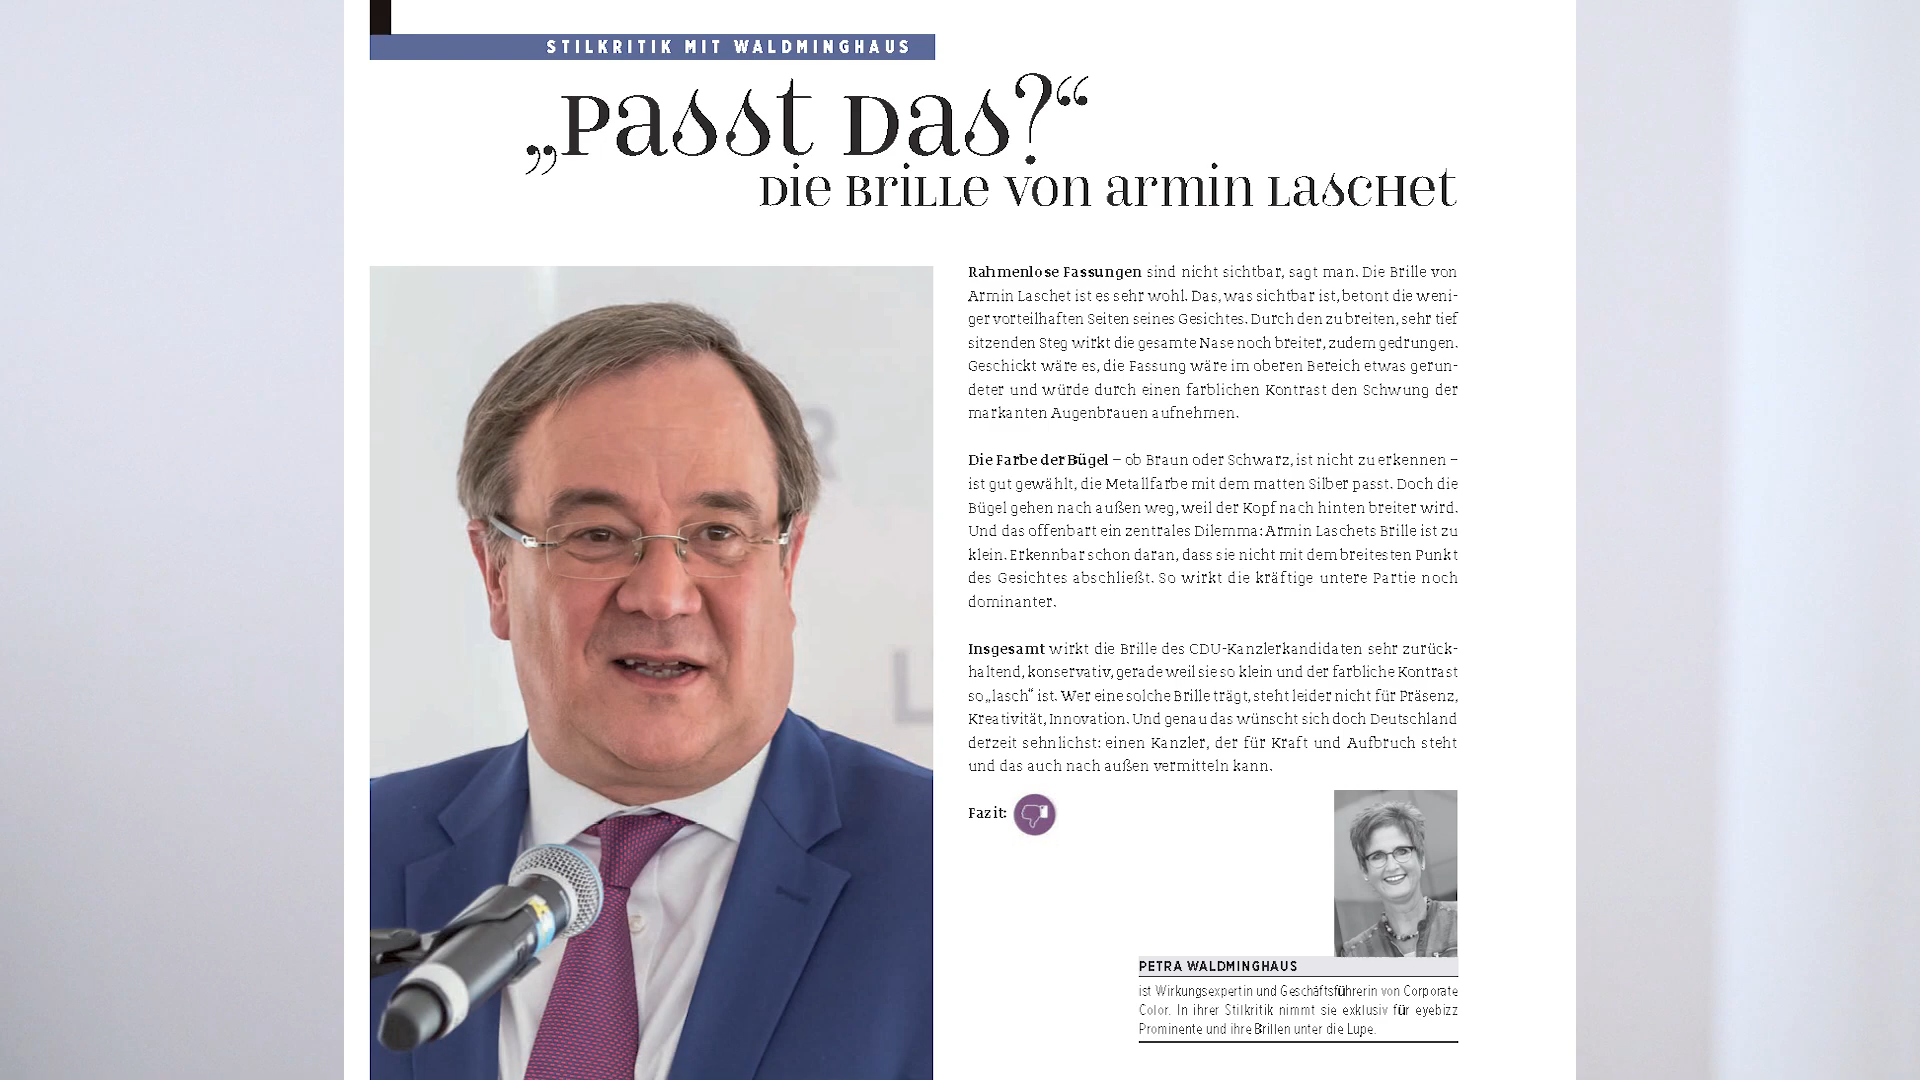 STILKRITIK MIT WALDMINGHAUS
„Passt Das?“
Die Brille von Armin Laschet
R
L
Rahmenlose Fassungen sind nicht sichtbar, sagt man. Die Brille von
Armin Laschet ist es sehr wohl. Das, was sichtbar ist, betont die weni-
ger vorteilhaften Seiten seines Gesichtes. Durch den zu breiten, sehr tief
sitzenden Steg wirkt die gesamte Nase noch breiter, zudem gedrungen.
Geschickt wäre es, die Fassung wäre im oberen Bereich etwas gerun-
deter und würde durch einen farblichen Kontrast den Schwung der
markanten Augenbrauen aufnehmen.
Die Farbe der Bügel – ob Braun oder Schwarz, ist nicht zu erkennen –
ist gut gewählt, die Metallfarbe mit dem matten Silber passt. Doch die
Bügel gehen nach außen weg, weil der Kopf nach hinten breiter wird.
Und das offenbart ein zentrales Dilemma: Armin Laschets Brille ist zu
klein. Erkennbar schon daran, dass sie nicht mit dem breitesten Punkt
des Gesichtes abschließt. So wirkt die kräftige untere Partie noch
dominanter.
Insgesamt wirkt die Brille des CDU-Kanzlerkandidaten sehr zurück-
haltend, konservativ, gerade weil sie so klein und der farbliche Kontrast
so „lasch“ ist. Wer eine solche Brille trägt, steht leider nicht für Präsenz,
Kreativität, Innovation. Und genau das wünscht sich doch Deutschland
derzeit sehnlichst: einen Kanzler, der für Kraft und Aufbruch steht
und das auch nach außen vermitteln kann.
Fazit:
PETRA WALDMINGHAUS
ist Wirkungsexpertin und Geschäftsführerin von Corporate
Color. In ihrer Stilkritik nimmt sie exklusiv für eyebizz
Prominente und ihre Brillen unter die Lupe.